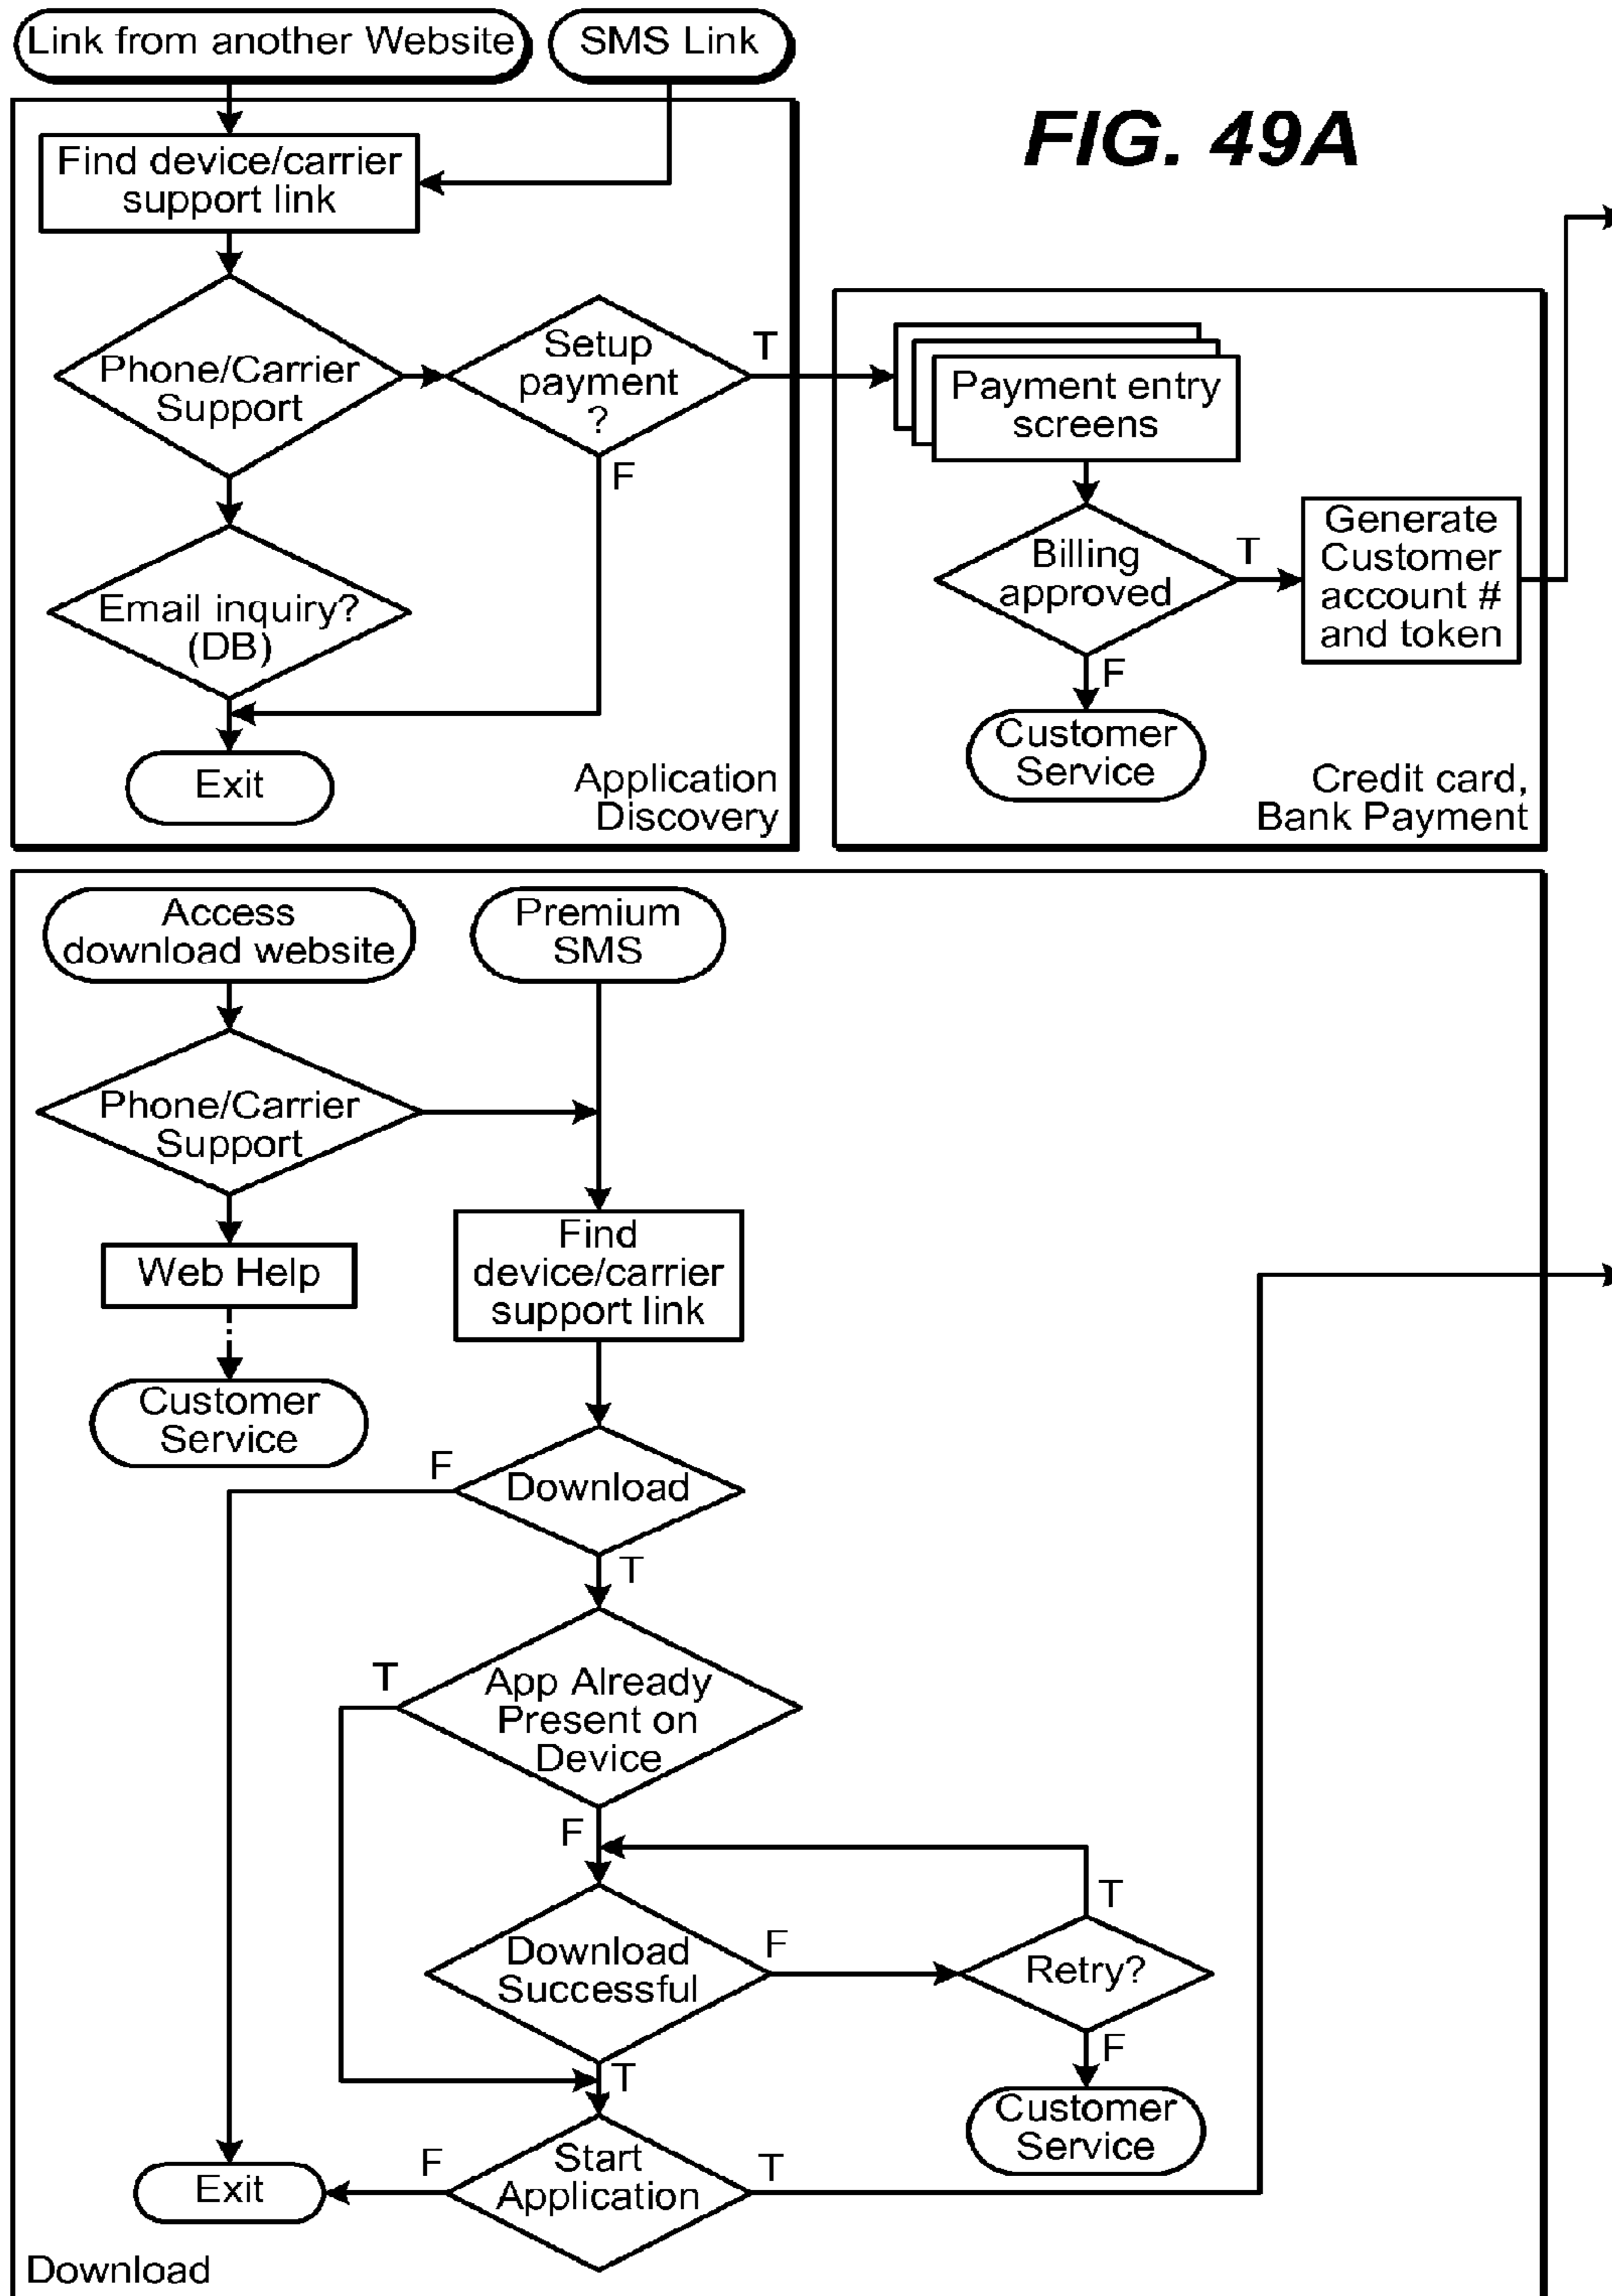 Link from another Website
SMS Link
FIG. 49A
Find device/carrier
support link
Phone/Carrier
Support
Setup
payment
?
T
F
Email inquiry?
(DB)
Exit
Application
Discovery
Payment entry
screens
Billing
approved
T
F
Generate
Customer
account #
and token
Customer
Service
Credit card,
Bank Payment
Access
download website
Premium
SMS
Phone/Carrier
Support
Web Help
Customer
Service
Find
device/carrier
support link
F
Download
T
T
App Already
Present on
Device
F
Download
Successful
F
T
Retry?
F
Customer
Service
T
F
Start
Application
T
Exit
Download